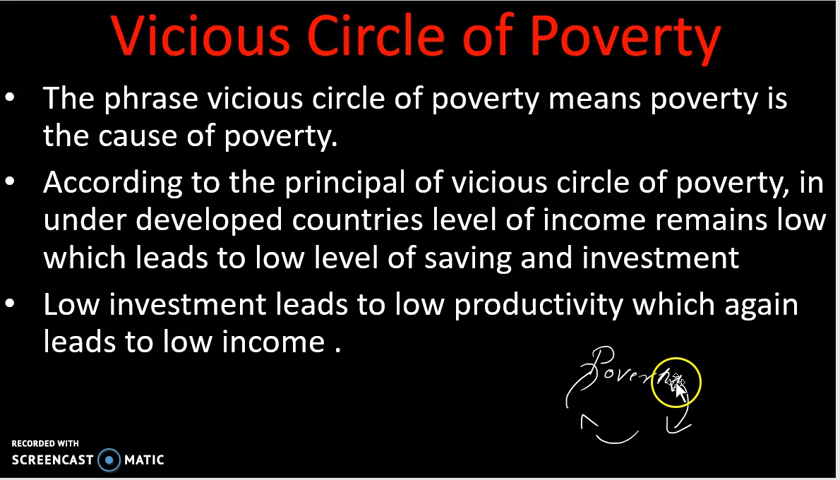 Vicious Circle of Poverty
• The phrase vicious circle of poverty means poverty is
the cause of poverty.
• According to the principal of vicious circle of poverty, in
under developed countries level of income remains low
which leads to low level of saving and investment
• Low investment leads to low productivity which again
leads to low income .
RECORDED WITH
SCREENCAST MATIC